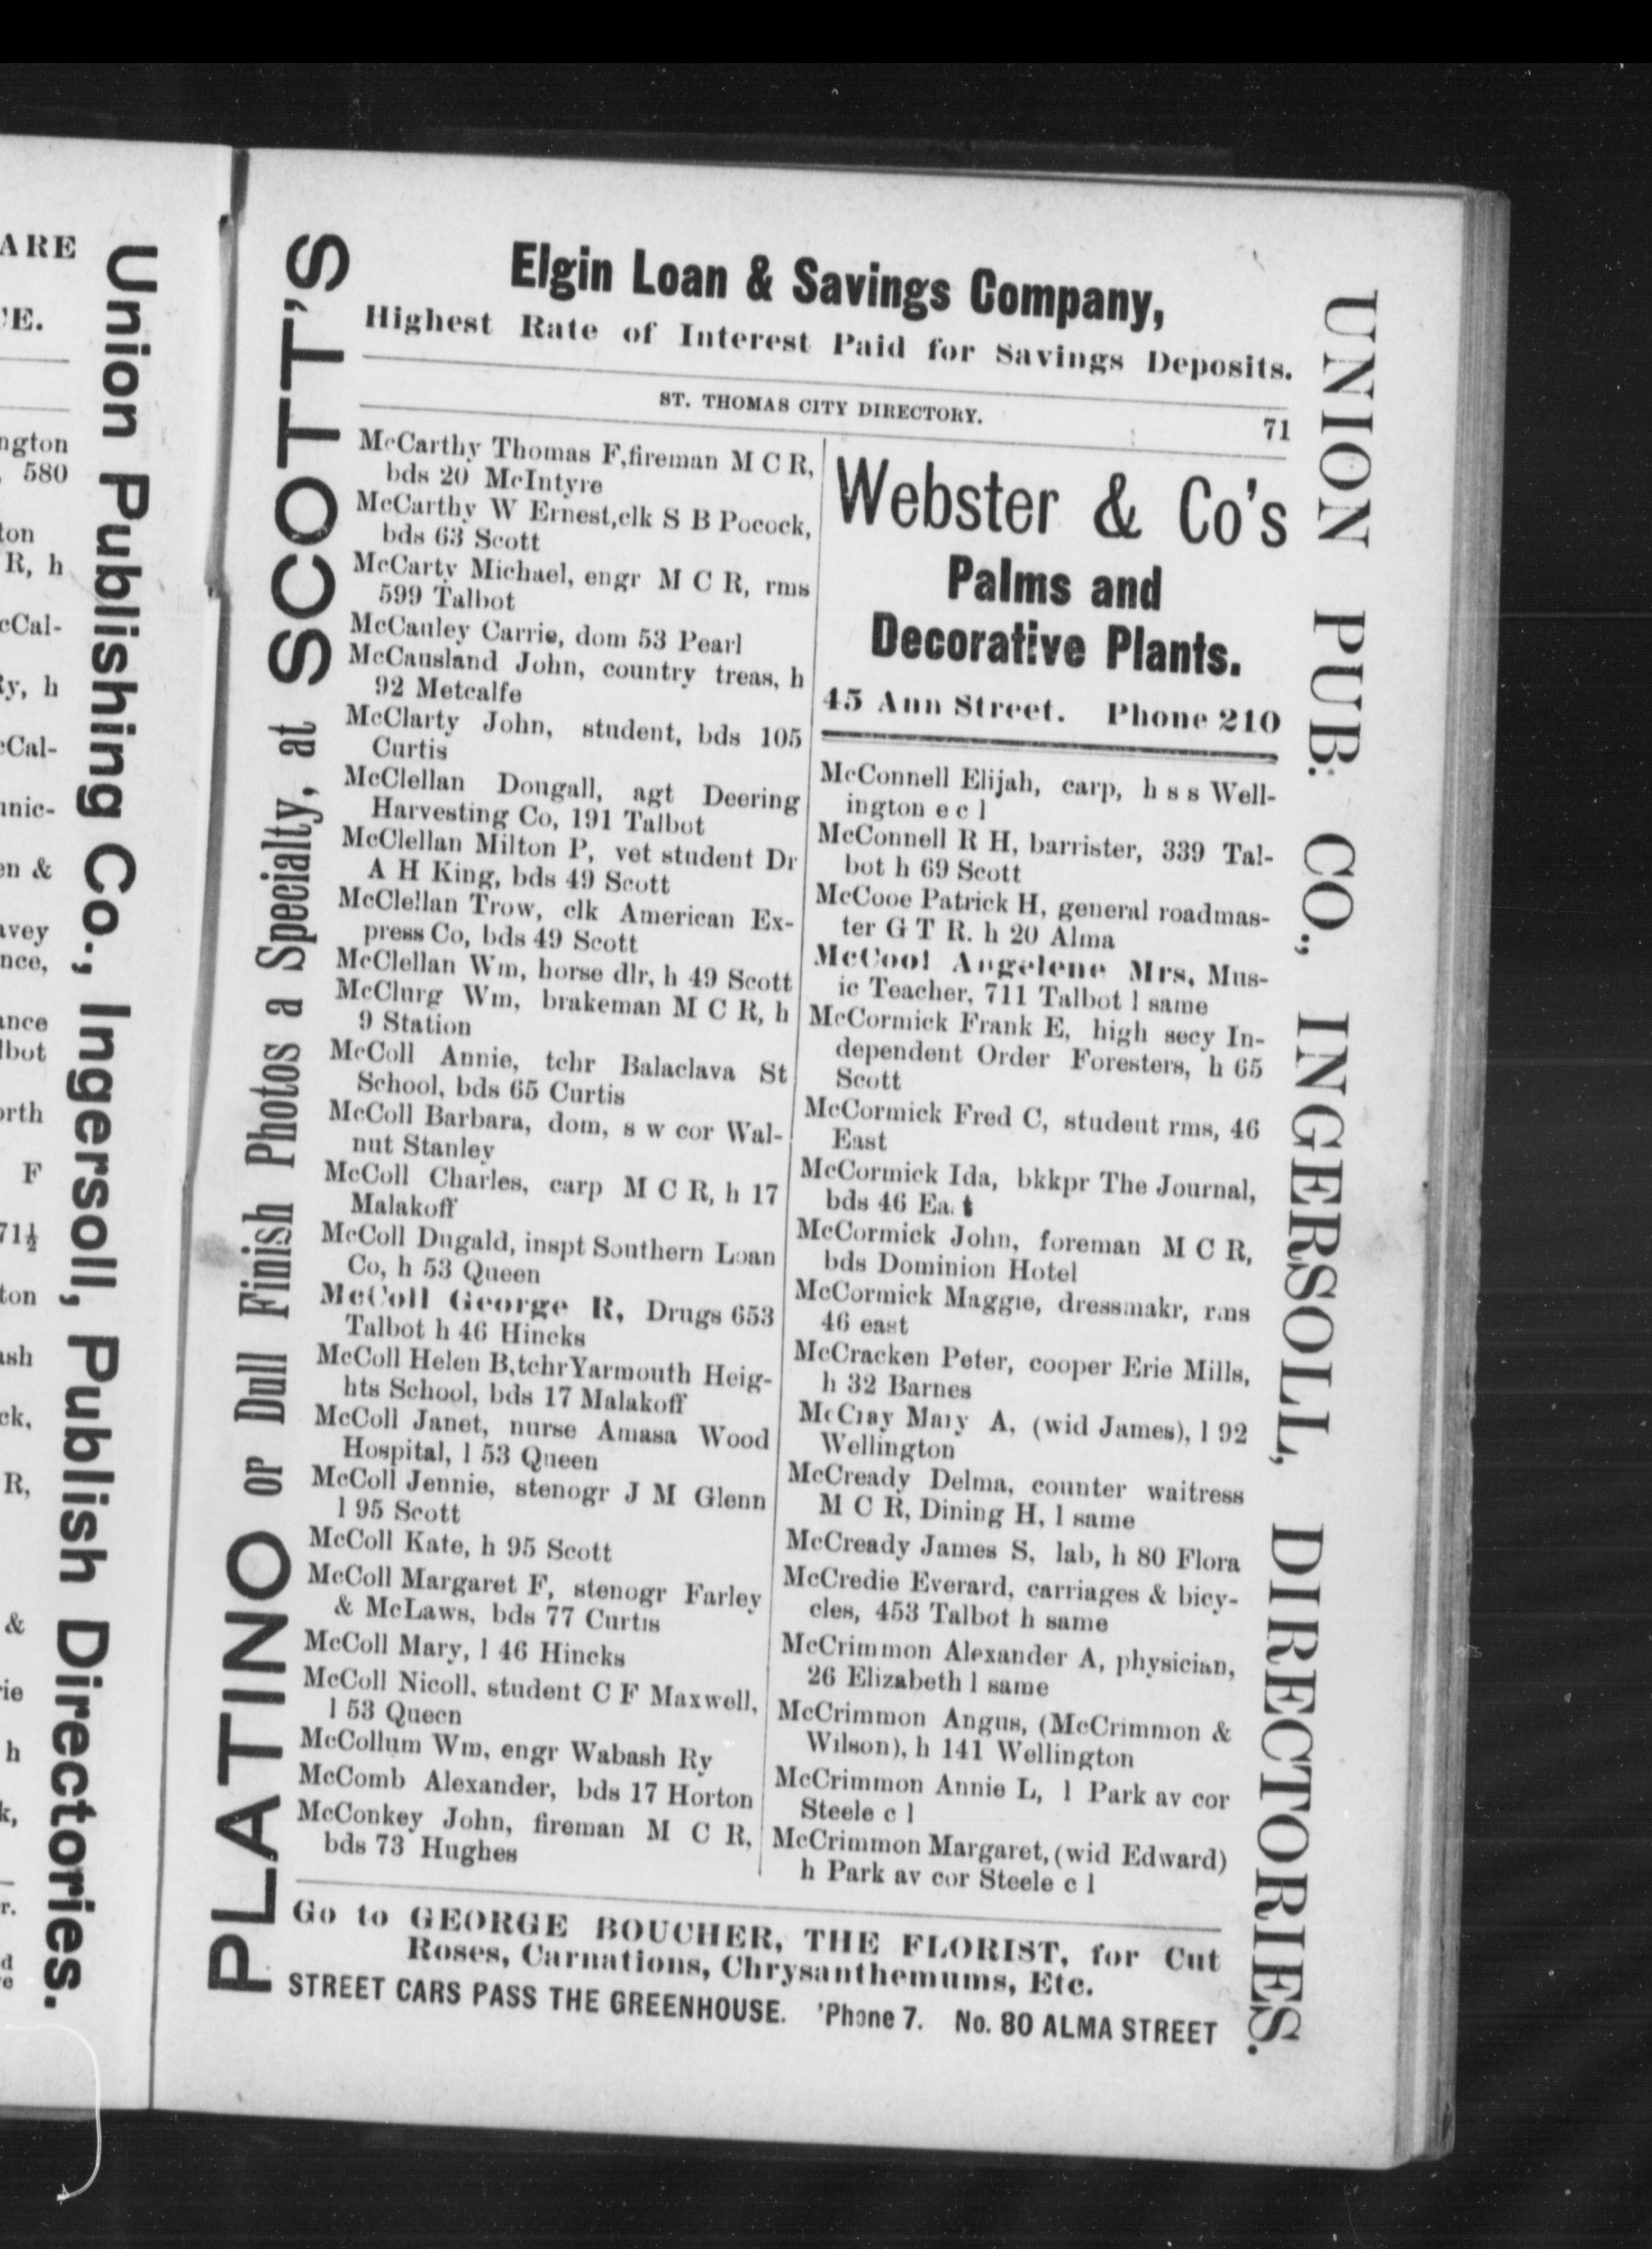 ARE
E.
ngton
580
ton
R, h
cCal-
y, h
Cal-
nic-
en &
avey
nce,
ance
lbot
orth
F
71½
ton
ash
ck,
R,
&
rie
h
k,
r.
d
e
Union Publishing Co., Ingersoll, Publish Directories.
PLATINO or Dull Finish Photos a Specialty, at SCOTT'S
Elgin Loan & Savings Company,
Highest Rate of Interest Paid for Savings Deposits.
ST. THOMAS CITY DIRECTORY. 71
McCarthy Thomas F,fireman M C R,
bds 20 McIntyre
McCarthy W Ernest,clk S B Pocock,
bds 63 Scott
McCarty Michael, engr M C R, rms
599 Talbot
McCauley Carrie, dom 53 Pearl
McCausland John, country treas, h
92 Metcalfe
McClarty John, student, bds 105
Curtis
McClellan Dougall, agt Deering
Harvesting Co, 191 Talbot
McClellan Milton P, vet student Dr
A H King, bds 49 Scott
McClellan Trow, clk American Ex-
press Co, bds 49 Scott
McClellan Wm, horse dlr, h 49 Scott
McClurg Wm, brakeman M C R, h
9 Station
McColl Annie, tchr Balaclava St
School, bds 65 Curtis
McColl Barbara, dom, s w cor Wal-
nut Stanley
McColl Charles, carp M C R, h 17
Malakoff
McColl Dugald, inspt Southern Loan
Co, h 53 Queen
McColl George R, Drugs 653
Talbot h 46 Hincks
McColl Helen B,tchrYarmouth Heig-
hts School, bds 17 Malakoff
McColl Janet, nurse Amasa Wood
Hospital, l 53 Queen
McColl Jennie, stenogr J M Glenn
l 95 Scott
McColl Kate, h 95 Scott
McColl Margaret F, stenogr Farley
& McLaws, bds 77 Curtis
McColl Mary, l 46 Hincks
McColl Nicoll, student C F Maxwell,
l 53 Queen
McCollum Wm, engr Wabash Ry
McComb Alexander, bds 17 Horton
McConkey John, fireman M C R,
bds 73 Hughes
Webster & Co's
Palms and
Decorative Plants.
45 Ann Street. Phone 210
McConnell Elijah, carp, h s s Well-
ington e c l
McConnell R H, barrister, 339 Tal-
bot h 69 Scott
McCooe Patrick H, general roadmas-
ter G T R. h 20 Alma
McCool Angelene Mrs, Mus-
ic Teacher, 711 Talbot l same
McCormick Frank E, high secy In-
dependent Order Foresters, h 65
Scott
McCormick Fred C, student rms, 46
East
McCormick Ida, bkkpr The Journal,
bds 46 Ea.t
McCormick John, foreman M C R,
bds Dominion Hotel
McCormick Maggie, dressmakr, rms
46 east
McCracken Peter, cooper Erie Mills,
h 32 Barnes
McCray Mary A, (wid James), l 92
Wellington
McCready Delma, counter waitress
M C R, Dining H, l same
McCready James S, lab, h 80 Flora
McCredie Everard, carriages & bicy-
cles, 453 Talbot h same
McCrimmon Alexander A, physician,
26 Elizabeth l same
McCrimmon Angus, (McCrimmon &
Wilson), h 141 Wellington
McCrimmon Annie L, l Park av cor
Steele c l
McCrimmon Margaret, (wid Edward)
h Park av cor Steele c l
Go to GEORGE BOUCHER, THE FLORIST, for Cut
Roses, Carnations, Chrysanthemums, Etc.
STREET CARS PASS THE GREENHOUSE. 'Phone 7. No. 80 ALMA STREET
UNION PUB. CO., INGERSOLL, DIRECTORIES.